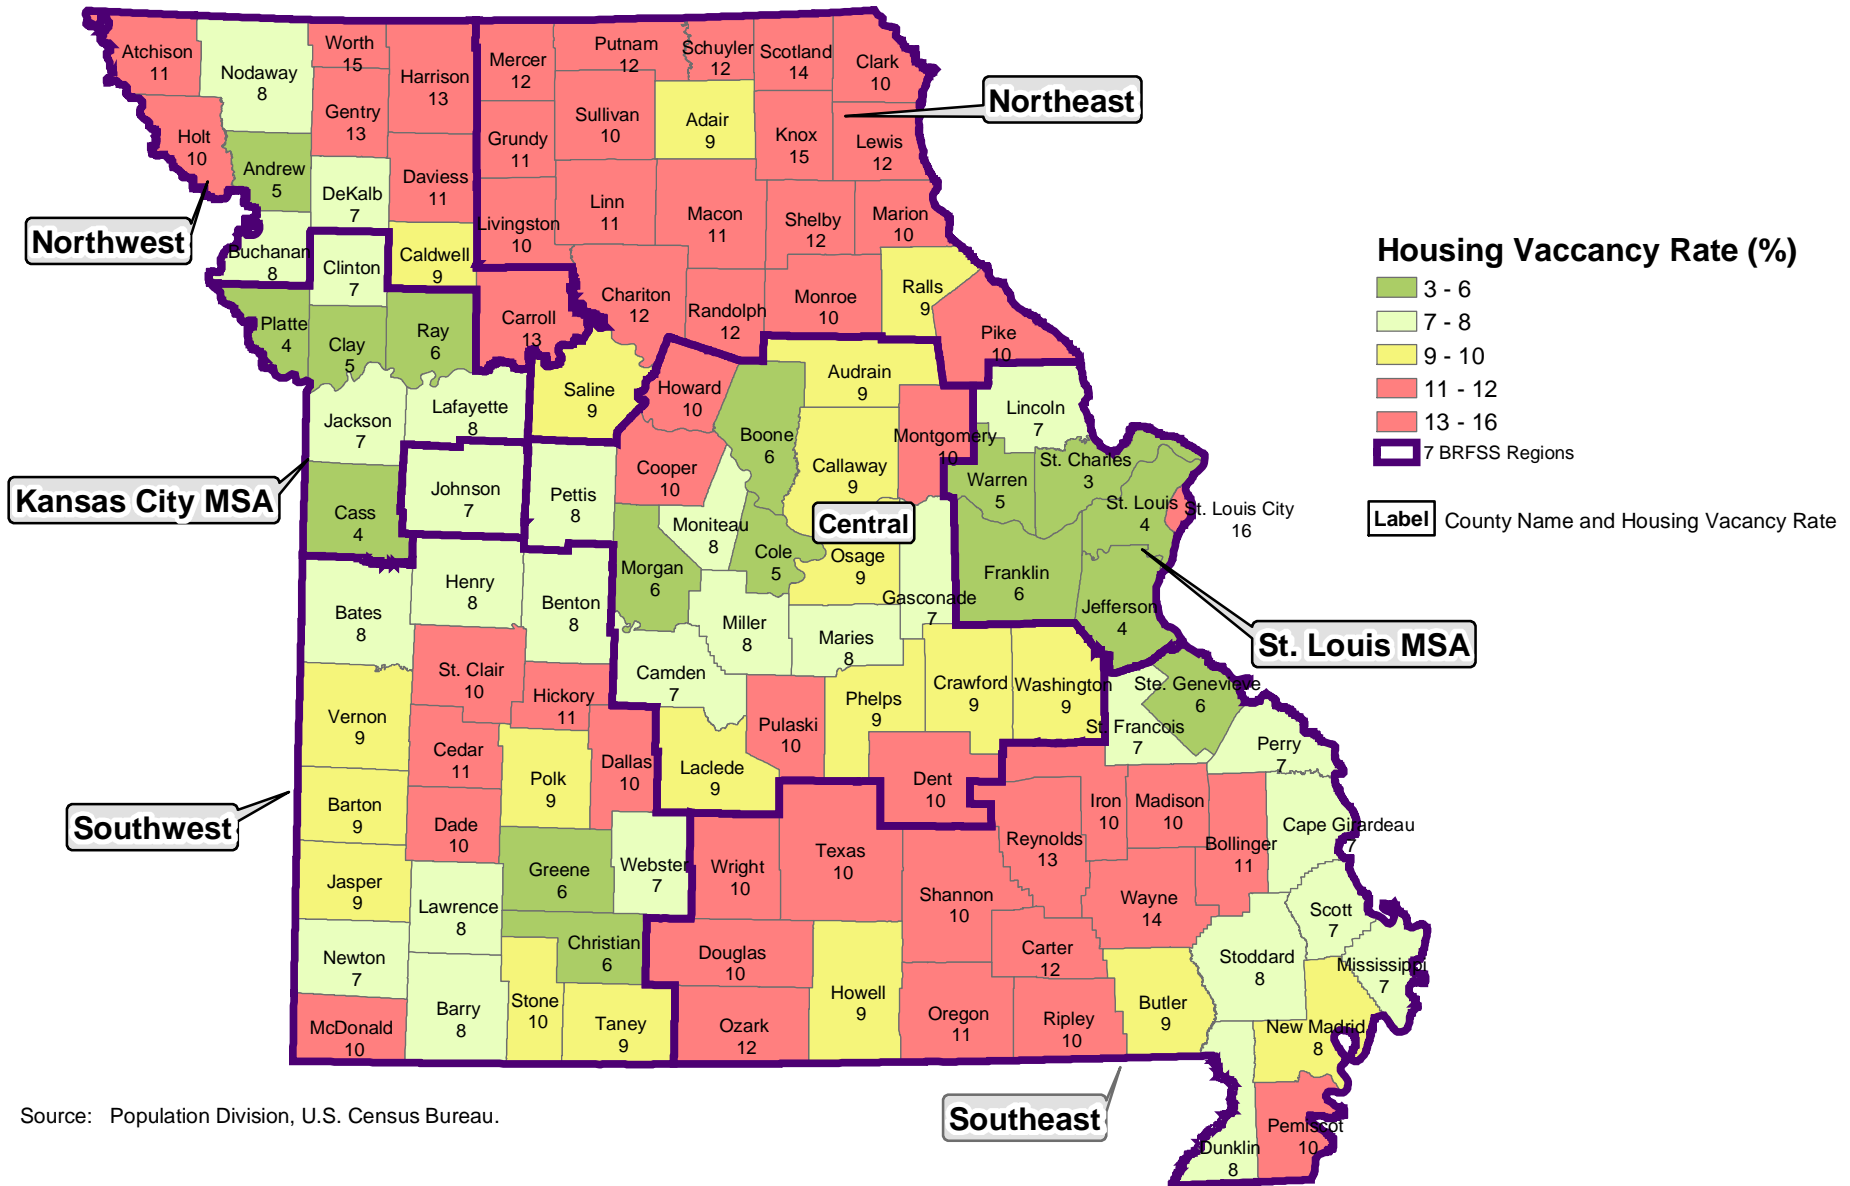 Atchison
11
Nodaway
8
Worth
15
Harrison
13
Mercer
12
Putnam
12
Schuyler
12
Scotland
14
Clark
10
Northeast
Holt
10
Gentry
13
Sullivan
10
Adair
9
Knox
15
Lewis
12
Grundy
11
Andrew
5
DeKalb
7
Daviess
11
Livingston
10
Linn
11
Macon
11
Shelby
12
Marion
10
Northwest
Buchanan
8
Clinton
7
Caldwell
9
Chariton
12
Randolph
12
Monroe
10
Ralls
9
Pike
10
Platte
4
Clay
5
Ray
6
Carroll
13
Housing Vaccancy Rate (%)
3 - 6
7 - 8
9 - 10
11 - 12
13 - 16
7 BRFSS Regions
Label
County Name and Housing Vacancy Rate
Jackson
7
Lafayette
8
Saline
9
Howard
10
Boone
6
Audrain
9
Callaway
9
Montgomery
10
Lincoln
7
Warren
5
St. Charles
3
St. Louis
4
St. Louis City
16
Kansas City MSA
Cass
4
Johnson
7
Pettis
8
Cooper
10
Moniteau
8
Central
Cole
5
Osage
9
Morgan
6
Gasconade
7
Franklin
6
Jefferson
4
St. Louis MSA
Bates
8
Henry
8
Benton
8
Miller
8
Maries
8
Camden
7
St. Clair
10
Hickory
11
Pulaski
10
Phelps
9
Crawford
9
Washington
9
Ste. Genevieve
6
St. Francois
7
Perry
7
Vernon
9
Cedar
11
Polk
9
Dallas
10
Laclede
9
Dent
10
Iron
10
Madison
10
Reynolds
13
Bollinger
11
Cape Girardeau
7
Southwest
Barton
9
Dade
10
Greene
6
Webster
7
Wright
10
Texas
10
Shannon
10
Wayne
14
Scott
7
Jasper
9
Lawrence
8
Christian
6
Douglas
10
Howell
9
Carter
12
Stoddard
8
Mississippi
7
Newton
7
Barry
8
Stone
10
Taney
9
Ozark
12
Oregon
11
Ripley
10
Butler
9
New Madrid
8
McDonald
10
Southeast
Pemiscot
10
Dunklin
8
Source: Population Division, U.S. Census Bureau.